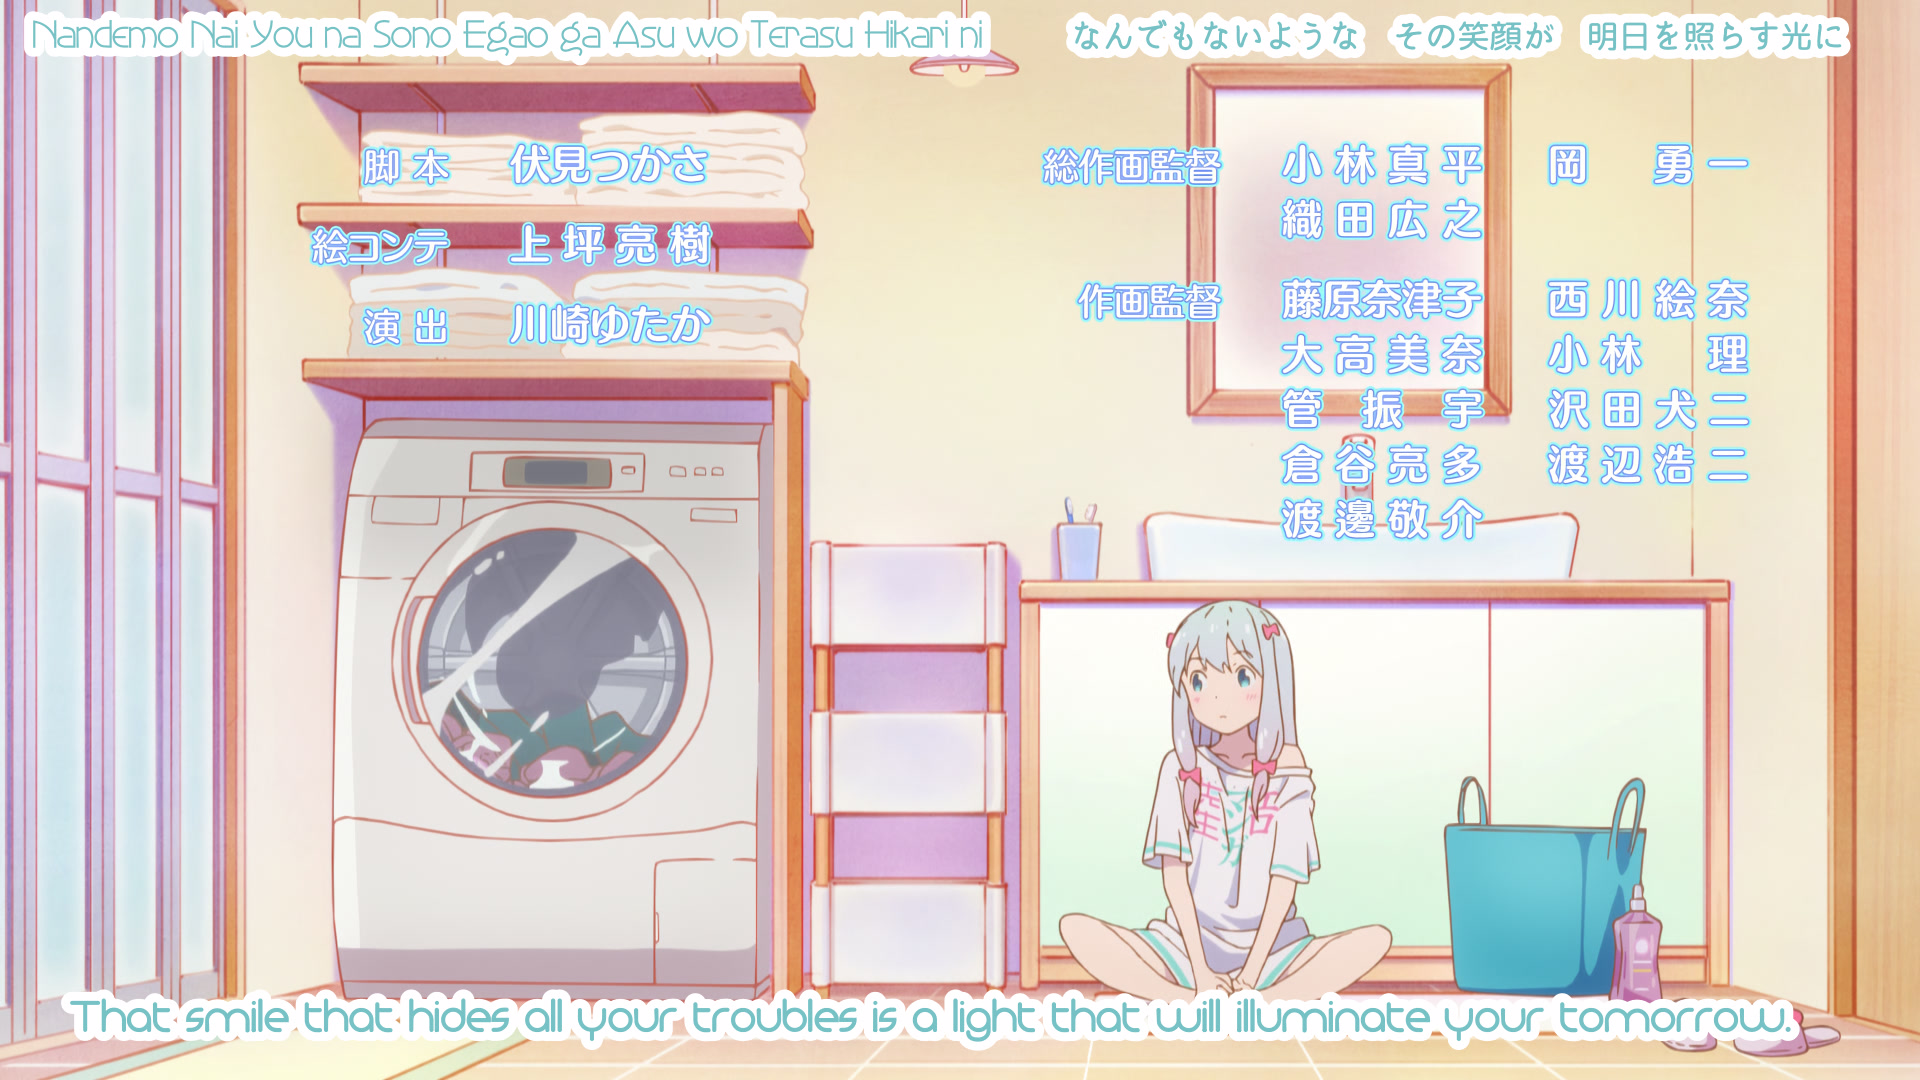 Nandemo Nai You na Sono Egao ga Asu wo Terasu Hikari ni
なんでもないような その笑顔が 明日を照らす光に
脚本 伏見つかさ
絵コンテ 上坪亮樹
演出 川崎ゆたか
総作画監督 小林真平 岡 勇一
織田広之
作画監督 藤原奈津子 西川絵奈
大高美奈 小林 理
管 振宇 沢田犬二
倉谷亮多 渡辺浩二
渡邊敬介
That smile that hides all your troubles is a light that will illuminate your tomorrow.